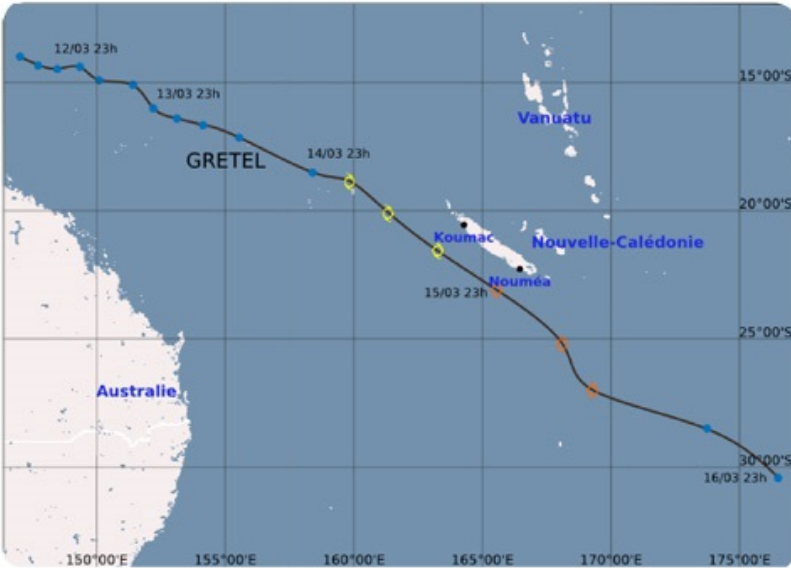 12/03 23h
15°00'S
13/03 23h
Vanuatu
14/03 23h
GRETEL
20°00'S
Koumac
Nouvelle-Calédonie
Nouméa
15/03 23h
25°00'S
Australie
30°00'S
16/03 23h
150°00'E
155°00'E
160°00'E
165°00'E
170°00'E
175°00'E